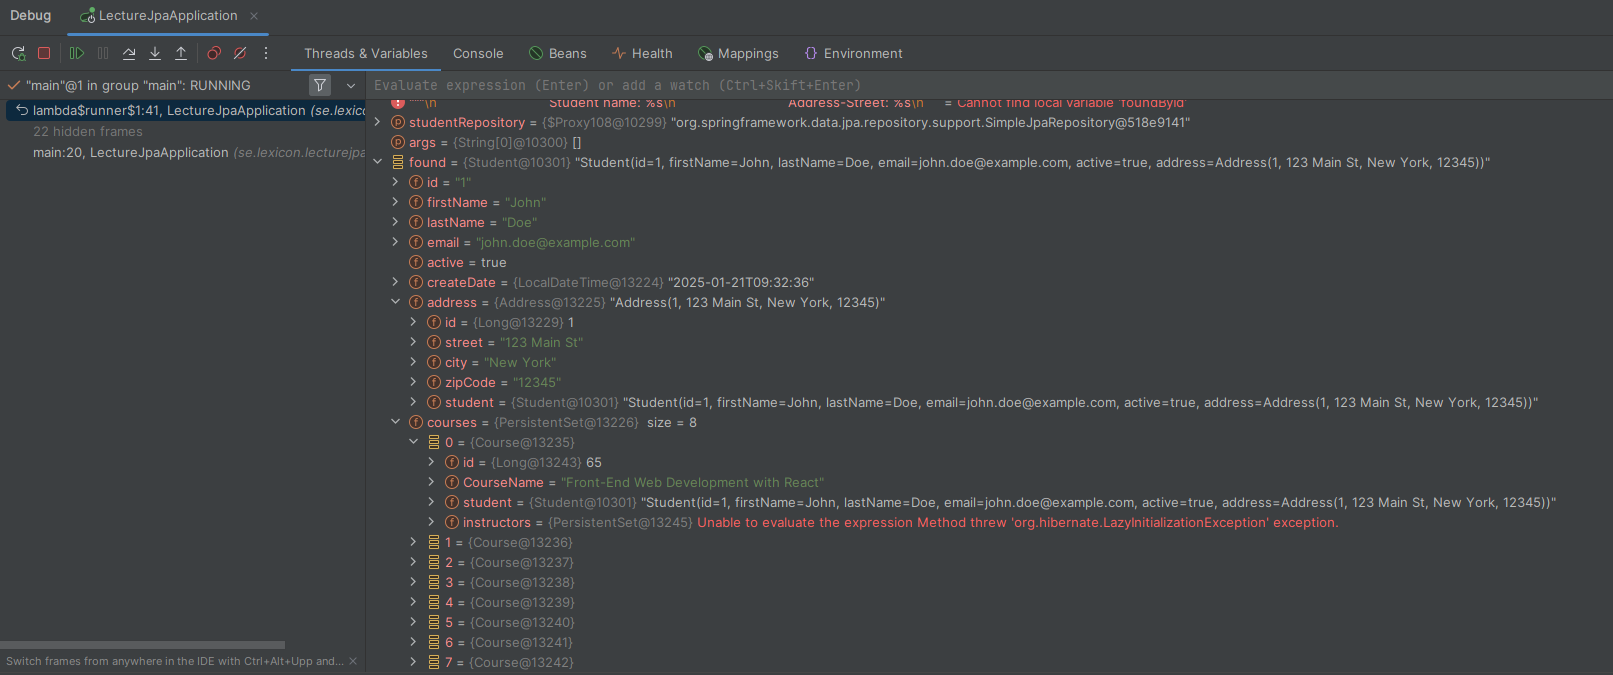 Debug LectureJpaApplication
Threads & Variables Console Beans Health Mappings Environment
"main"@1 in group "main": RUNNING
Evaluate expression (Enter) or add a watch (Ctrl+Skift+Enter)
lambda$runner$1:41, LectureJpaApplication (se.lexico
22 hidden frames
main:20, LectureJpaApplication (se.lexicon.lecturejpa
"""\n Student name: %s\n Address-Street: %s\n = Cannot find local variable 'foundById'
studentRepository = {$Proxy108@10299} "org.springframework.data.jpa.repository.support.SimpleJpaRepository@518e9141"
args = {String[0]@10300} []
found = {Student@10301} "Student(id=1, firstName=John, lastName=Doe, email=john.doe@example.com, active=true, address=Address(1, 123 Main St, New York, 12345))"
id = "1"
firstName = "John"
lastName = "Doe"
email = "john.doe@example.com"
active = true
createDate = {LocalDateTime@13224} "2025-01-21T09:32:36"
address = {Address@13225} "Address(1, 123 Main St, New York, 12345)"
id = {Long@13229} 1
street = "123 Main St"
city = "New York"
zipCode = "12345"
student = {Student@10301} "Student(id=1, firstName=John, lastName=Doe, email=john.doe@example.com, active=true, address=Address(1, 123 Main St, New York, 12345))"
courses = {PersistentSet@13226} size = 8
0 = {Course@13235}
id = {Long@13243} 65
CourseName = "Front-End Web Development with React"
student = {Student@10301} "Student(id=1, firstName=John, lastName=Doe, email=john.doe@example.com, active=true, address=Address(1, 123 Main St, New York, 12345))"
instructors = {PersistentSet@13245} Unable to evaluate the expression Method threw 'org.hibernate.LazyInitializationException' exception.
1 = {Course@13236}
2 = {Course@13237}
3 = {Course@13238}
4 = {Course@13239}
5 = {Course@13240}
6 = {Course@13241}
7 = {Course@13242}
Switch frames from anywhere in the IDE with Ctrl+Alt+Upp and...